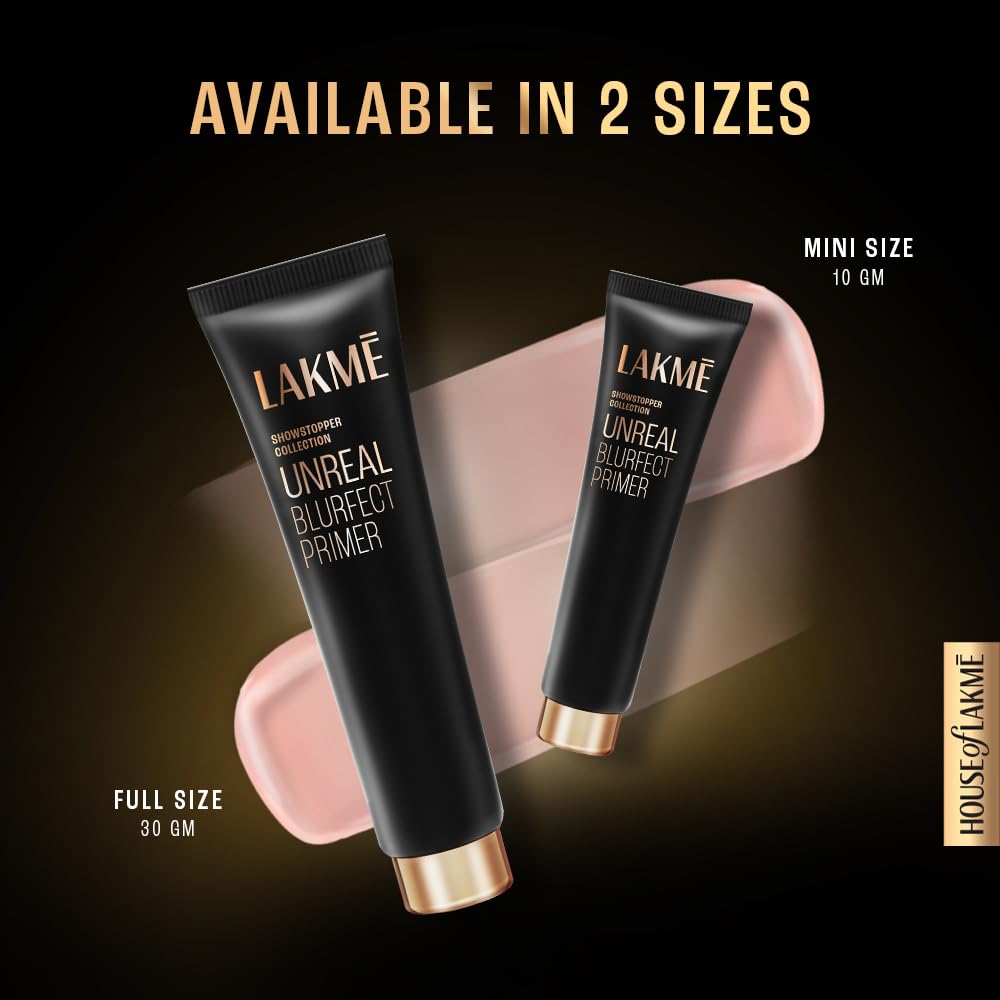 AVAILABLE IN 2 SIZES
MINI SIZE
10 GM
LAKMĒ
SHOWSTOPPER
COLLECTION
UNREAL
BLURFECT
PRIMER
LAKMĒ
SHOWSTOPPER
COLLECTION
UNREAL
BLURFECT
PRIMER
FULL SIZE
30 GM
HOUSE of LAKMĒ